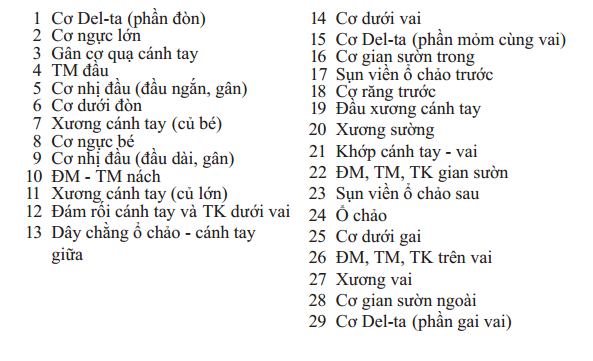 1 Cơ Del-ta (phần đòn)
2 Cơ ngực lớn
3 Gân cợ quạ cánh tay
4 TM đầu
5 Cơ nhị đầu (đầu ngắn, gân)
6 Cơ dưới đòn
7 Xương cánh tay (củ bé)
8 Cơ ngực bé
9 Cơ nhị đầu (đầu dài, gân)
10 ĐM - TM nách
11 Xương cánh tay (củ lớn)
12 Đám rối cánh tay và TK dưới vai
13 Dây chằng ổ chảo - cánh tay
giữa
14 Cơ dưới vai
15 Cơ Del-ta (phần mỏm cùng vai)
16 Cơ gian sườn trong
17 Sụn viền ổ chảo trước
18 Cơ răng trước
19 Đầu xương cánh tay
20 Xương sường
21 Khớp cánh tay - vai
22 ĐM, TM, TK gian sườn
23 Sụn viền ổ chảo sau
24 Ổ chảo
25 Cơ dưới gai
26 ĐM, TM, TK trên vai
27 Xương vai
28 Cơ gian sườn ngoài
29 Cơ Del-ta (phần gai vai)